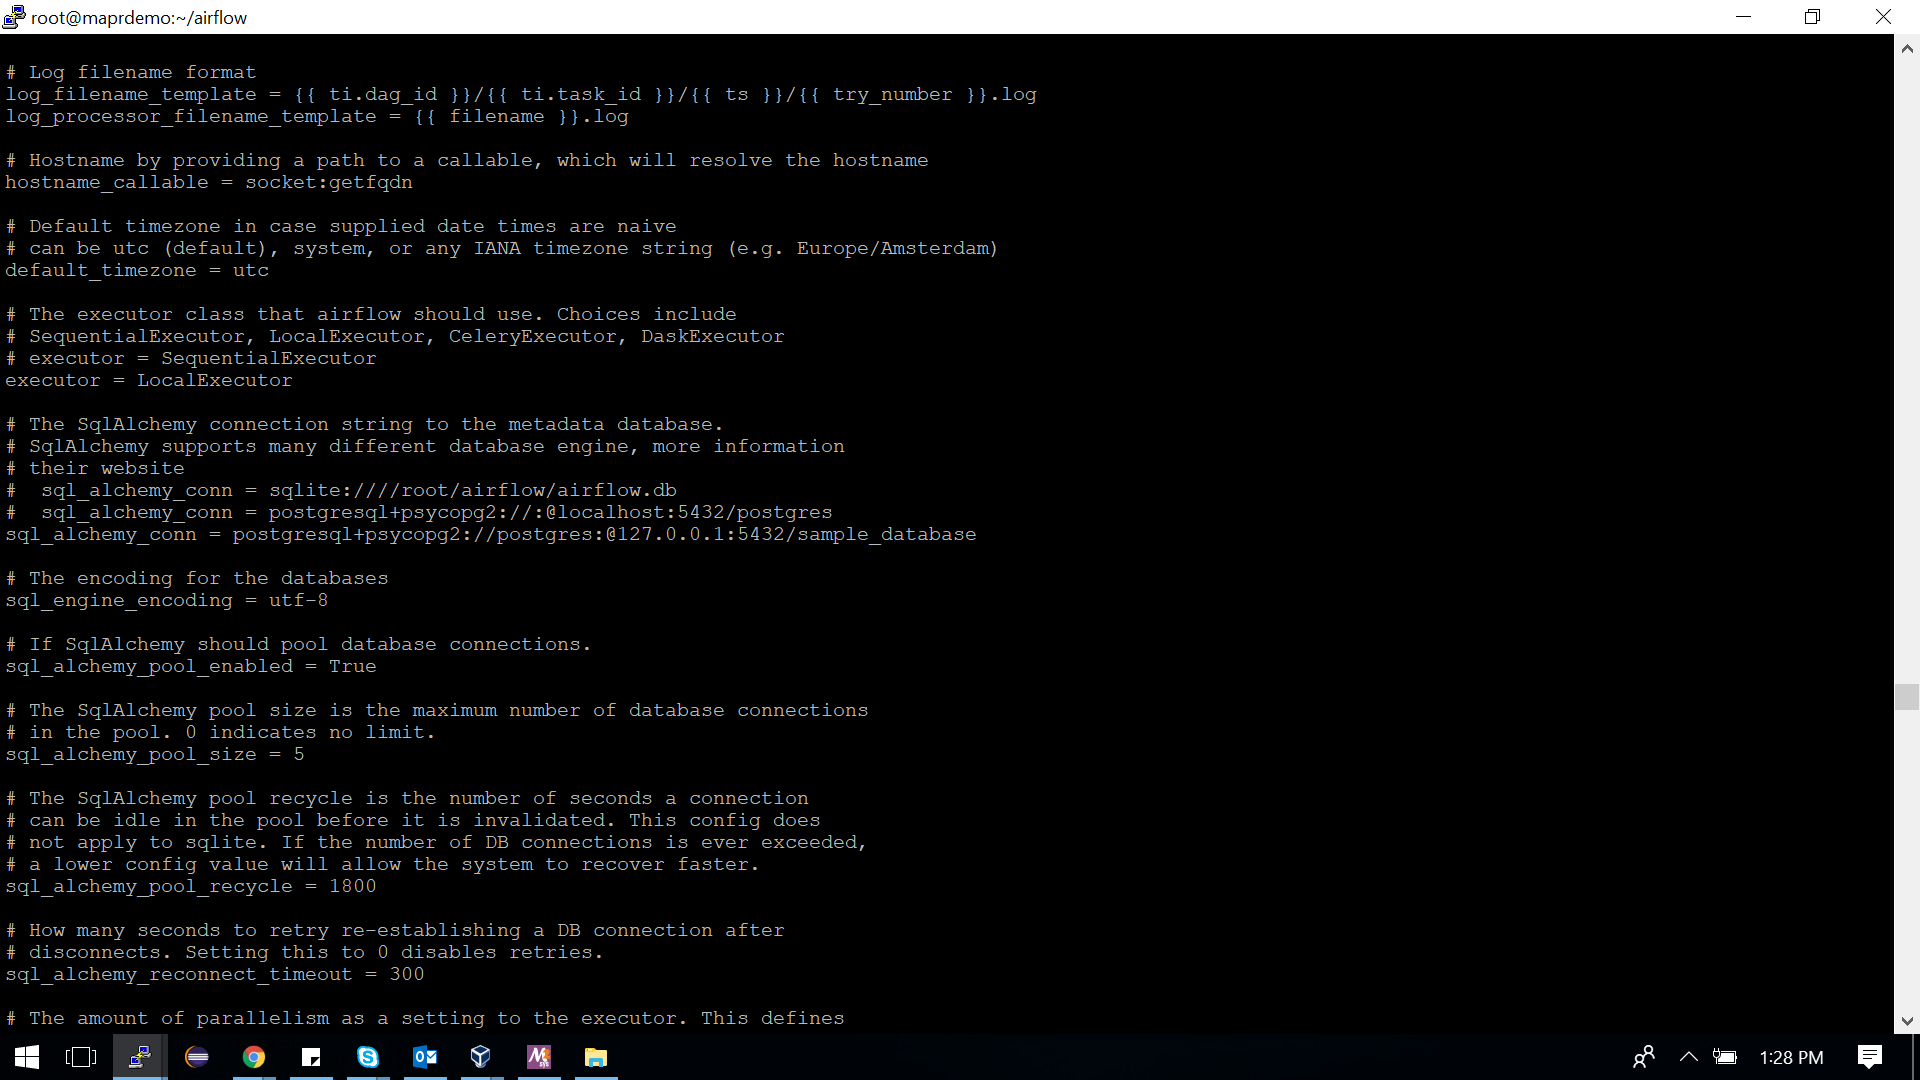 root@maprdemo:~/airflow
# Log filename format
log_filename_template = {{ ti.dag_id }}/{{ ti.task_id }}/{{ ts }}/{{ try_number }}.log
log_processor_filename_template = {{ filename }}.log
# Hostname by providing a path to a callable, which will resolve the hostname
hostname_callable = socket:getfqdn
# Default timezone in case supplied date times are naive
# can be utc (default), system, or any IANA timezone string (e.g. Europe/Amsterdam)
default_timezone = utc
# The executor class that airflow should use. Choices include
# SequentialExecutor, LocalExecutor, CeleryExecutor, DaskExecutor
# executor = SequentialExecutor
executor = LocalExecutor
# The SqlAlchemy connection string to the metadata database.
# SqlAlchemy supports many different database engine, more information
# their website
#  sql_alchemy_conn = sqlite:////root/airflow/airflow.db
#  sql_alchemy_conn = postgresql+psycopg2://:@localhost:5432/postgres
sql_alchemy_conn = postgresql+psycopg2://postgres:@127.0.0.1:5432/sample_database
# The encoding for the databases
sql_engine_encoding = utf-8
# If SqlAlchemy should pool database connections.
sql_alchemy_pool_enabled = True
# The SqlAlchemy pool size is the maximum number of database connections
# in the pool. 0 indicates no limit.
sql_alchemy_pool_size = 5
# The SqlAlchemy pool recycle is the number of seconds a connection
# can be idle in the pool before it is invalidated. This config does
# not apply to sqlite. If the number of DB connections is ever exceeded,
# a lower config value will allow the system to recover faster.
sql_alchemy_pool_recycle = 1800
# How many seconds to retry re-establishing a DB connection after
# disconnects. Setting this to 0 disables retries.
sql_alchemy_reconnect_timeout = 300
# The amount of parallelism as a setting to the executor. This defines
1:28 PM